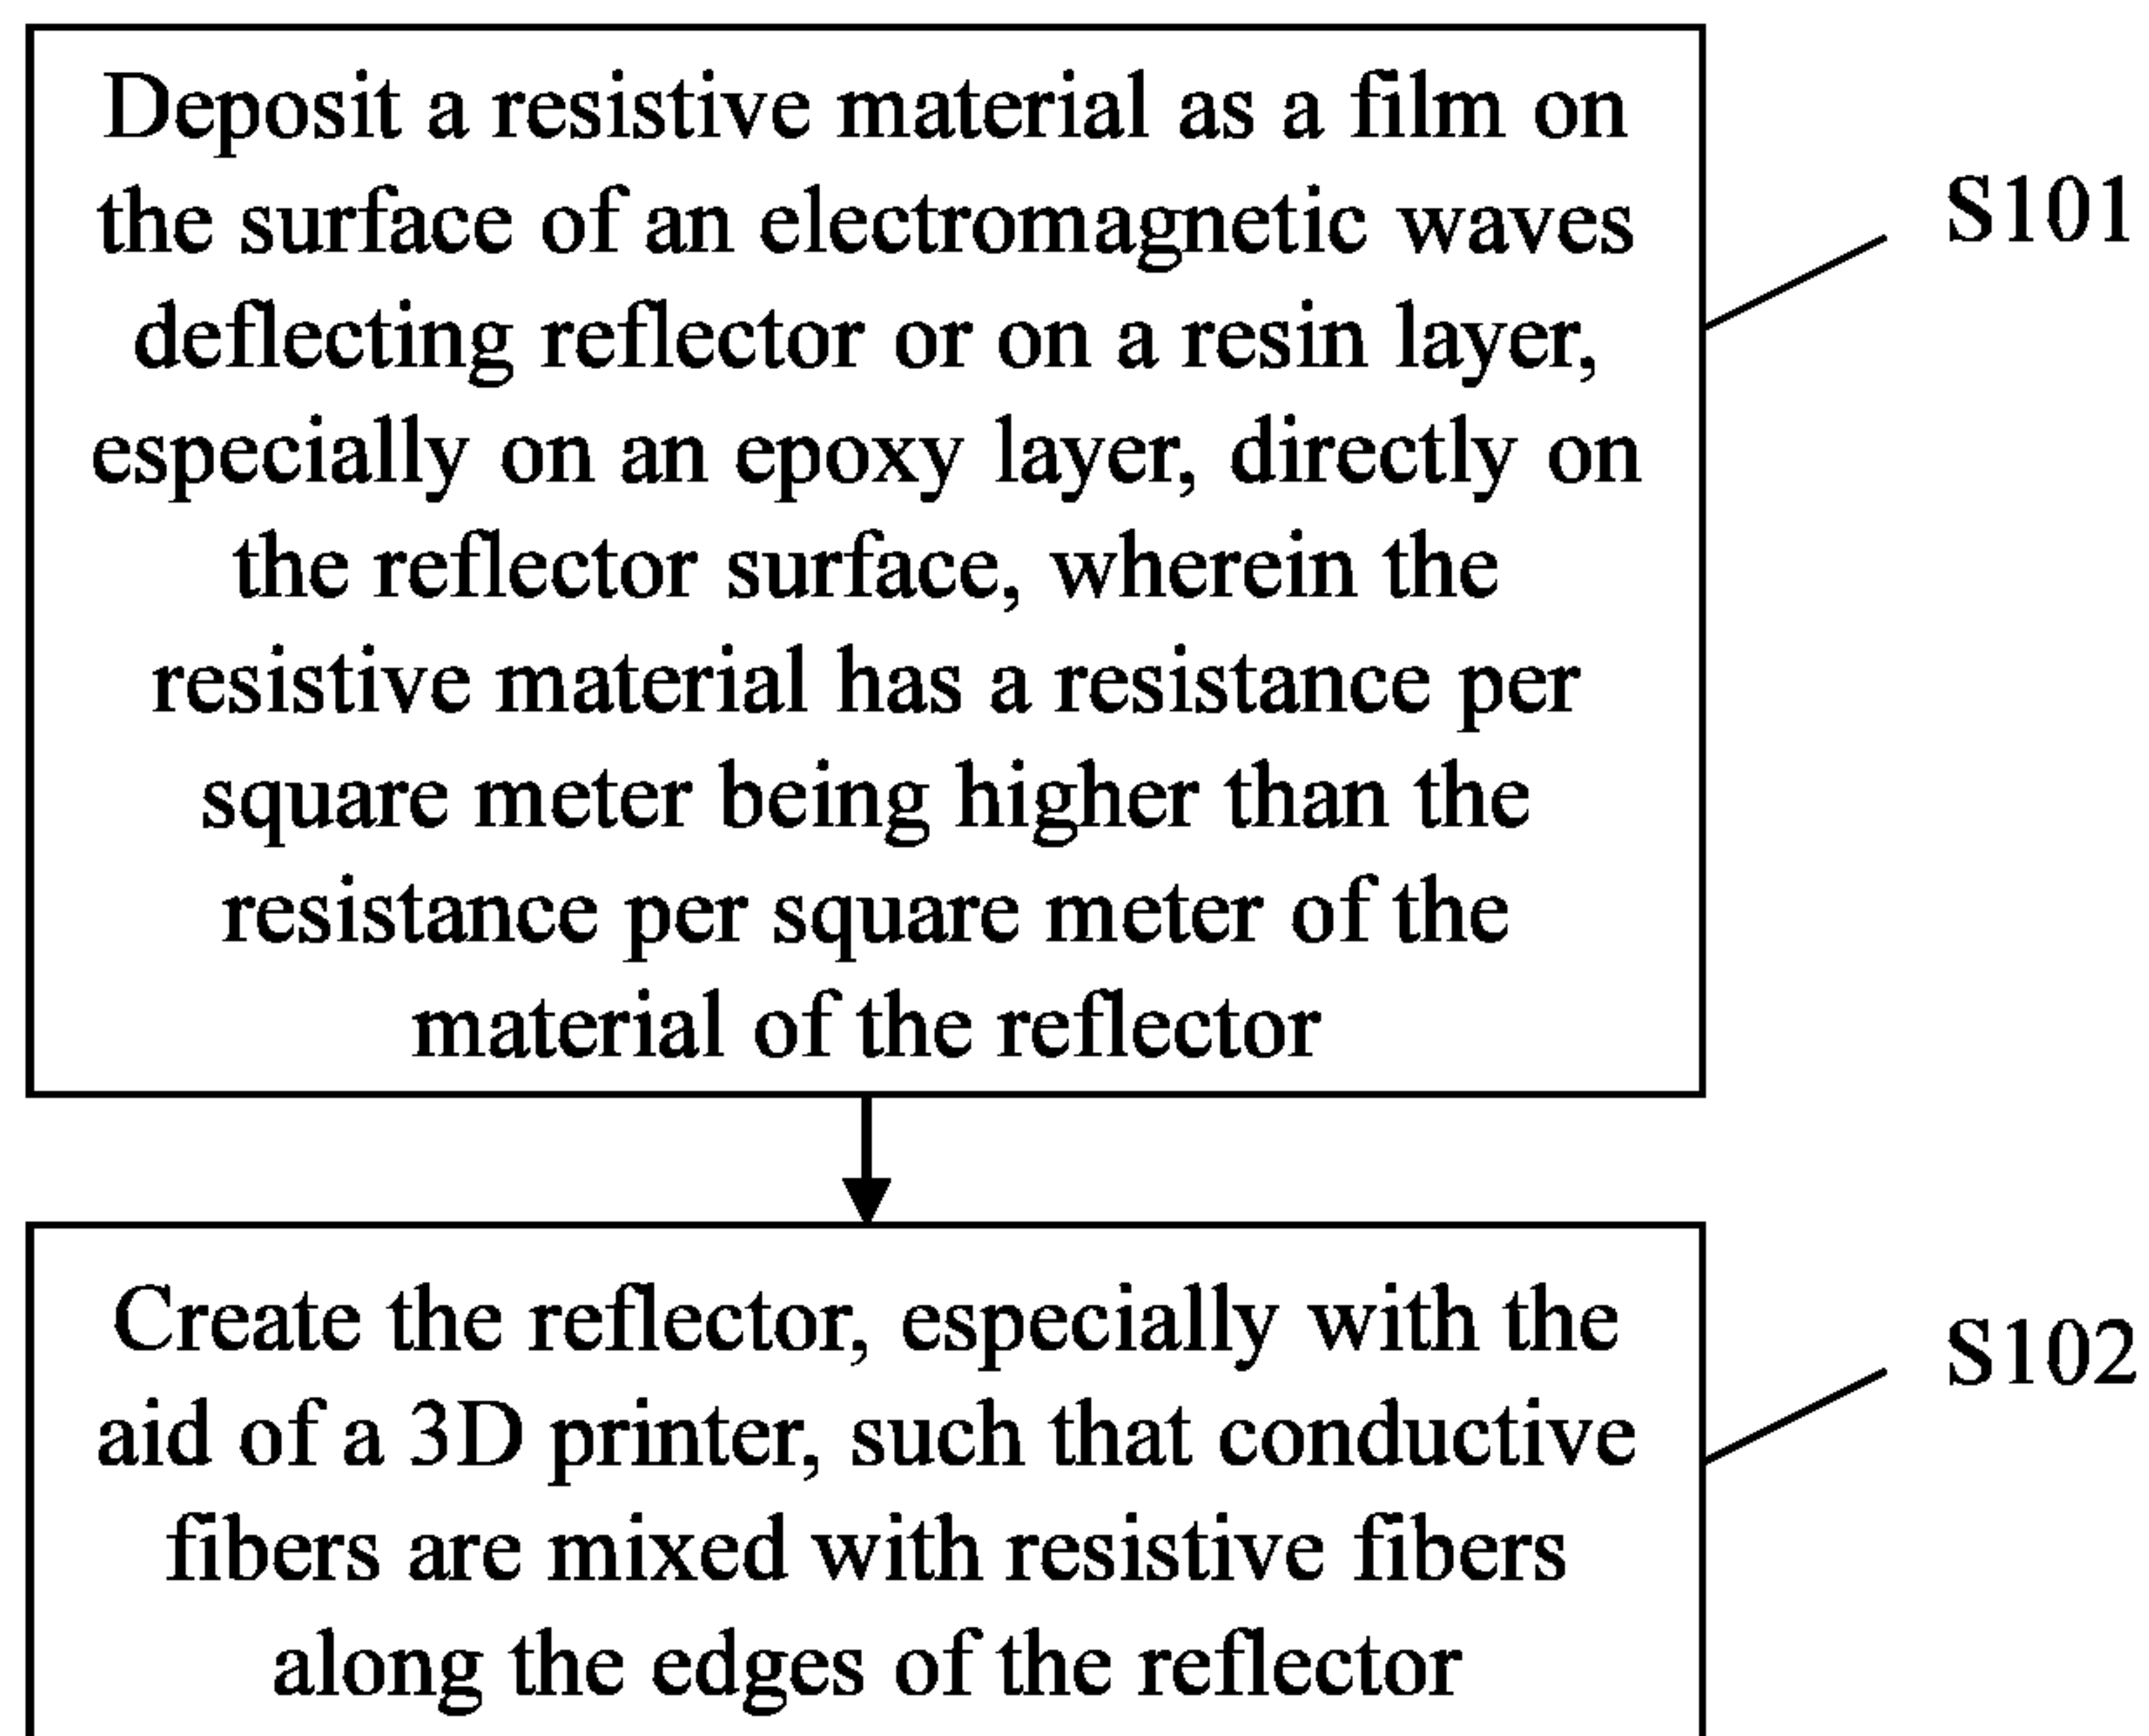 Deposit a resistive material as a film on
the surface of an electromagnetic waves
deflecting reflector or on a resin layer,
especially on an epoxy layer, directly on
the reflector surface, wherein the
resistive material has a resistance per
square meter being higher than the
resistance per square meter of the
material of the reflector
S101
Create the reflector, especially with the
aid of a 3D printer, such that conductive
fibers are mixed with resistive fibers
along the edges of the reflector
S102